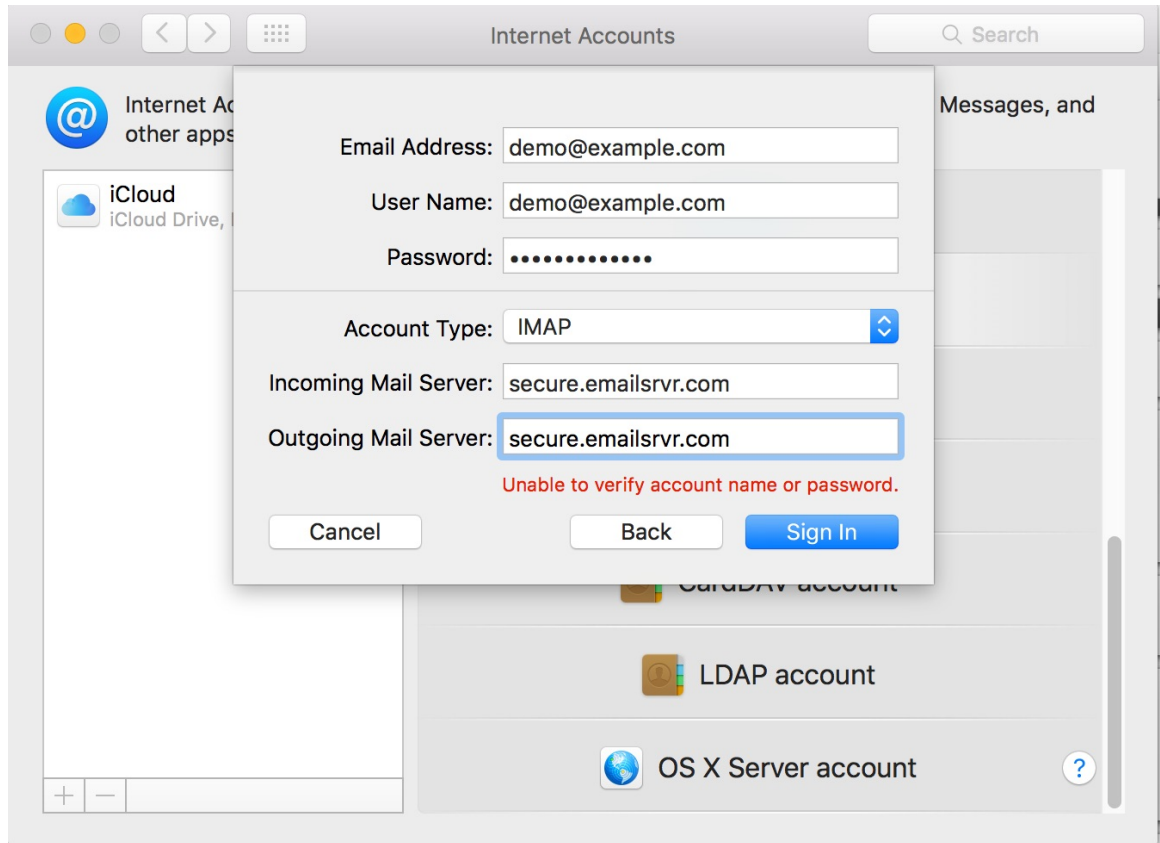 Internet Accounts
Search
Internet Ac
Messages, and
other apps
Email Address: demo@example.com
iCloud
iCloud Drive,
User Name: demo@example.com
Password: •••••••••••••
Account Type: IMAP
Incoming Mail Server: secure.emailsrvr.com
Outgoing Mail Server: secure.emailsrvr.com
Unable to verify account name or password.
Cancel
Back
Sign In
CardDAV account
LDAP account
OS X Server account
?